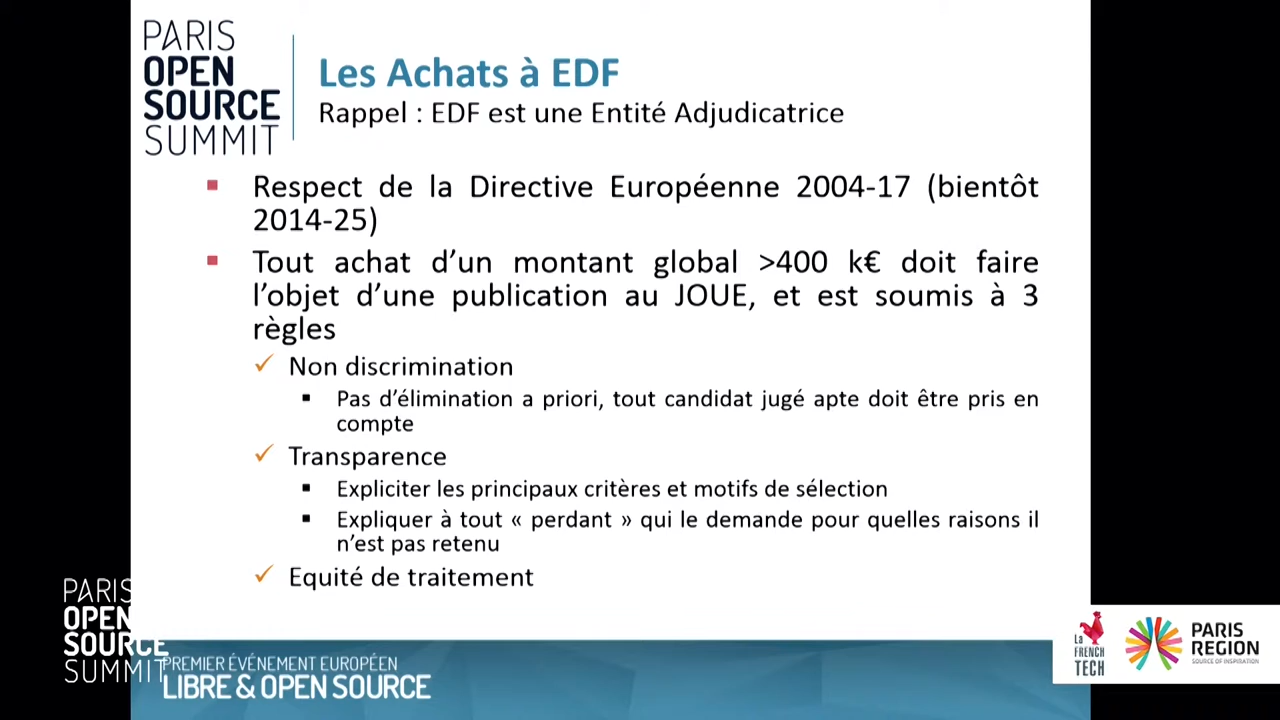 PARIS
OPEN
SOURCE
SUMMIT
Les Achats à EDF
Rappel : EDF est une Entité Adjudicatrice
Respect de la Directive Européenne 2004-17 (bientôt
2014-25)
Tout achat d’un montant global >400 k€ doit faire
l’objet d’une publication au JOUE, et est soumis à 3
règles
Non discrimination
Pas d’élimination a priori, tout candidat jugé apte doit être pris en
compte
Transparence
Expliciter les principaux critères et motifs de sélection
Expliquer à tout « perdant » qui le demande pour quelles raisons il
n’est pas retenu
Equité de traitement
PARIS
OPEN
SOURCE
SUMMIT
PREMIER ÉVÉNEMENT EUROPÉEN
LIBRE & OPEN SOURCE
La
FRENCH
TECH
PARIS
REGION
SOURCE OF INSPIRATION